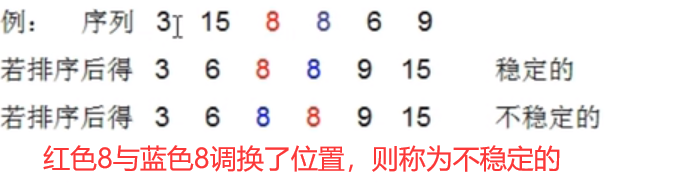 例： 序列 3 15 8 8 6 9
若排序后得 3 6 8 8 9 15 稳定的
若排序后得 3 6 8 8 9 15 不稳定的
红色8与蓝色8调换了位置，则称为不稳定的